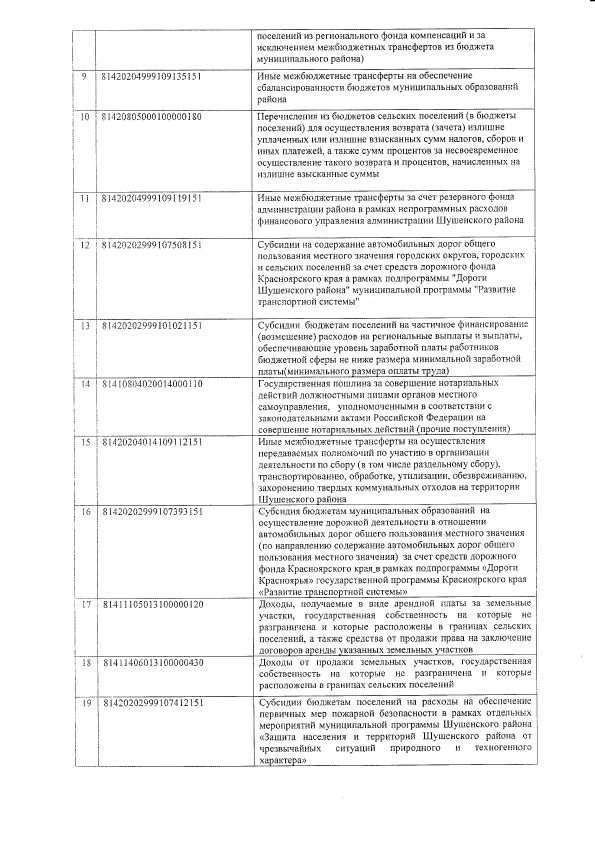 поселений из регионального фонда компенсаций и за
исключением межбюджетных трансфертов из бюджета
муниципального района)
9 81420204999109135151 Иные межбюджетные трансферты на обеспечение
сбалансированности бюджетов муниципальных образований
района
10 81420805000100000180 Перечисления из бюджетов сельских поселений (в бюджеты
поселений) для осуществления возврата (зачета) излишне
уплаченных или излишне взысканных сумм налогов, сборов и
иных платежей, а также сумм процентов за несвоевременное
осуществление такого возврата и процентов, начисленных на
излишне взысканные суммы
11 81420204999109119151 Иные межбюджетные трансферты за счет резервного фонда
администрации района в рамках непрограммных расходов
финансового управления администрации Шушенского района
12 81420202999107508151 Субсидии на содержание автомобильных дорог общего
пользования местного значения городских округов, городских
и сельских поселений за счет средств дорожного фонда
Красноярского края а рамках подпрограммы "Дороги
Шушенского района" муниципальной программы "Развитие
транспортной системы"
13 81420202999101021151 Субсидии бюджетам поселений на частичное финансирование
(возмещение) расходов на региональные выплаты и выплаты,
обеспечивающие уровень заработной платы работников
бюджетной сферы не ниже размера минимальной заработной
платы(минимального размера оплаты труда)
14 81410804020014000110 Государственная пошлина за совершение нотариальных
действий должностными лицами органов местного
самоуправления, уполномоченными в соответствии с
законодательными актами Российской Федерации на
совершение нотариальных действий (прочие поступления)
15 81420204014109112151 Иные межбюджетные трансферты на осуществления
передаваемых полномочий по участию в организации
деятельности по сбору (в том числе раздельному сбору),
транспортированию, обработке, утилизации, обезвреживанию,
захоронению твердых коммунальных отходов на территории
Шушенского района
16 81420202999107393151 Субсидия бюджетам муниципальных образований на
осуществление дорожной деятельности в отношении
автомобильных дорог общего пользования местного значения
(по направлению содержание автомобильных дорог общего
пользования местного значения) за счет средств дорожного
фонда Красноярского края в рамках подпрограммы «Дороги
Красноярья» государственной программы Красноярского края
«Развитие транспортной системы»
17 81411105013100000120 Доходы, получаемые в виде арендной платы за земельные
участки, государственная собственность на которые не
разграничена и которые расположены в границах сельских
поселений, а также средства от продажи права на заключение
договоров аренды указанных земельных участков
18 81411406013100000430 Доходы от продажи земельных участков, государственная
собственность на которые не разграничена и которые
расположены в границах сельских поселений
19 81420202999107412151 Субсидии бюджетам поселений на расходы на обеспечение
первичных мер пожарной безопасности в рамках отдельных
мероприятий муниципальной программы Шушенского района
«Защита населения и территорий Шушенского района от
чрезвычайных ситуаций природного и техногенного
характера»